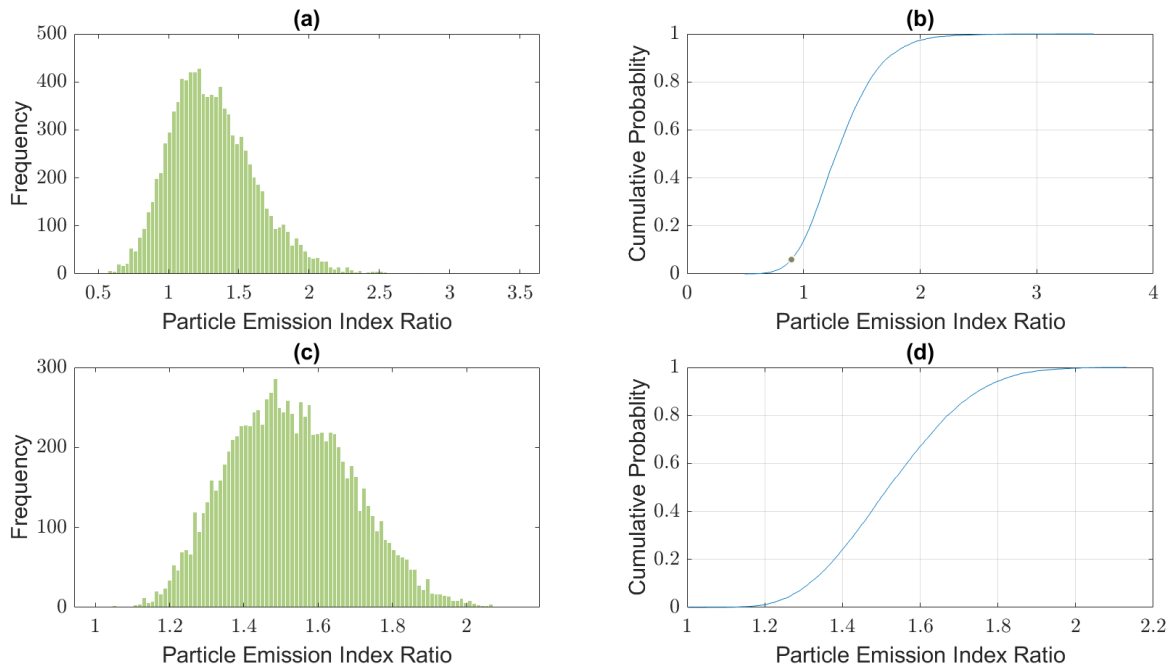 (a)
500
400
300
200
100
0
Frequency
0.5 1 1.5 2 2.5 3 3.5
Particle Emission Index Ratio
(b)
1
0.8
0.6
0.4
0.2
0
Cumulative Probablity
0 1 2 3 4
Particle Emission Index Ratio
(c)
300
200
100
0
Frequency
1 1.2 1.4 1.6 1.8 2
Particle Emission Index Ratio
(d)
1
0.8
0.6
0.4
0.2
0
Cumulative Probablity
1 1.2 1.4 1.6 1.8 2 2.2
Particle Emission Index Ratio